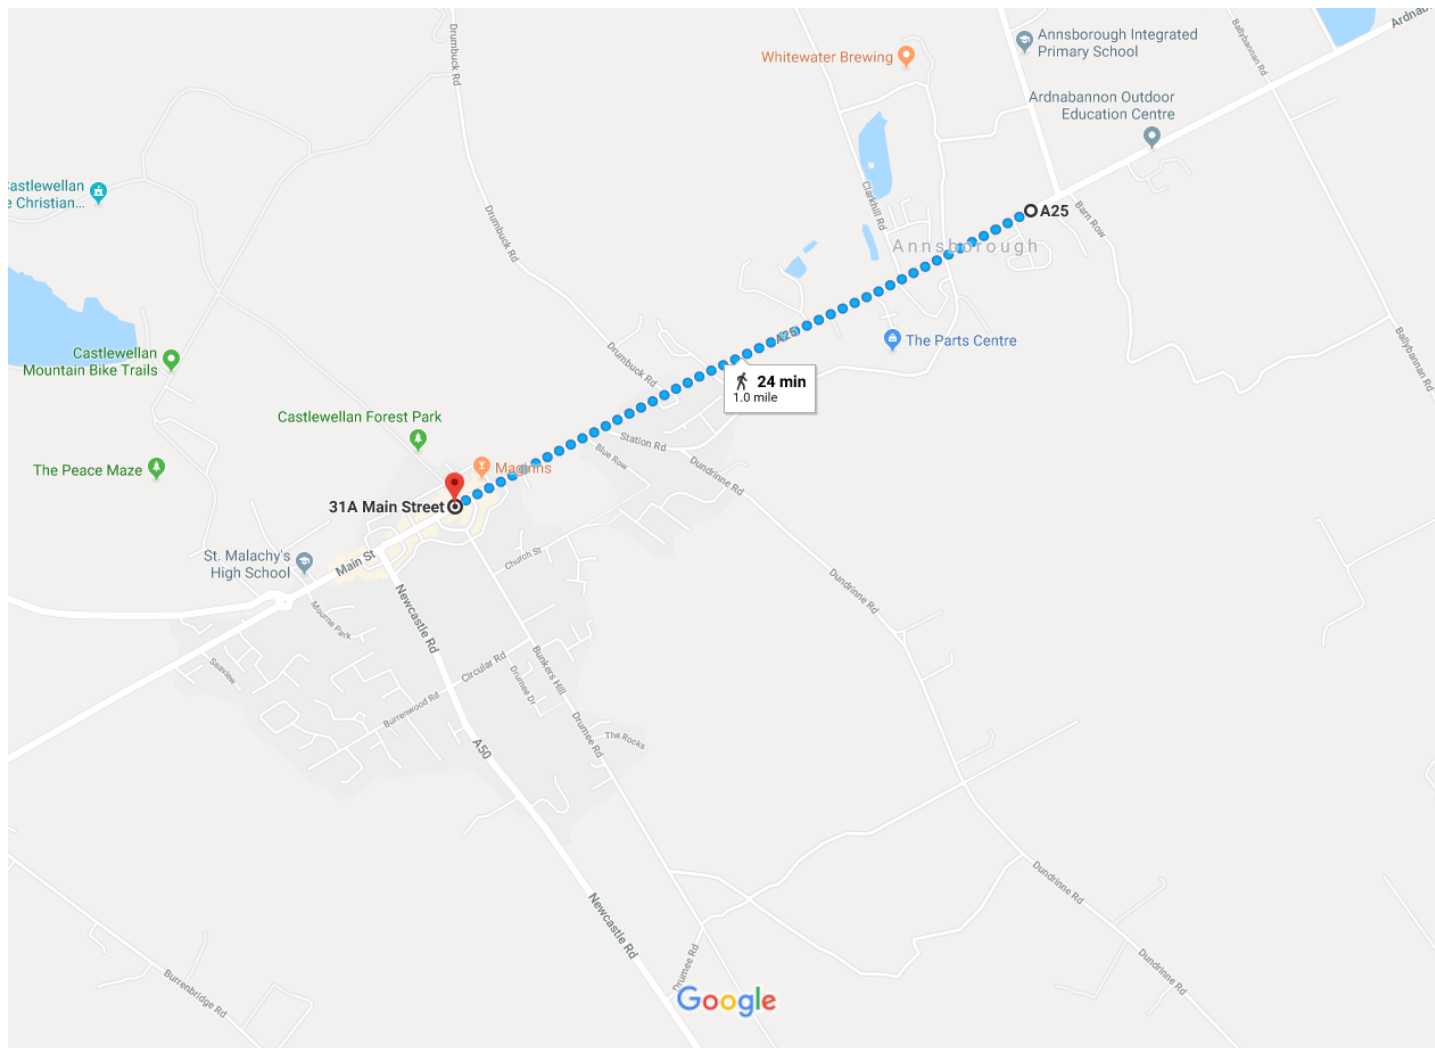 Ardnab
Drumbuck Rd
Ballybannan Rd
Annsborough Integrated
Primary School
Whitewater Brewing
Ardnabannon Outdoor
Education Centre
Castlewellan
e Christian...
Clarkhill Rd
Drumbuck Rd
Barn Row
A25
Annsborough
A25
The Parts Centre
Castlewellan
Mountain Bike Trails
Drumbuck Rd
Ballybannan Rd
24 min
1.0 mile
Castlewellan Forest Park
Station Rd
Blue Row
The Peace Maze
Maginns
Dundrinne Rd
31A Main Street
St. Malachy's
High School
Main St
Church St
Mourne Park
Newcastle Rd
Dundrinne Rd
Seaview
Circular Rd
Bunkers Hill
Drumee Dr
Burrenwood Rd
Drumee Rd
The Rocks
A50
Dundrinne Rd
Newcastle Rd
Drumee Rd
Dundrinne Rd
Burrenbridge Rd
Google